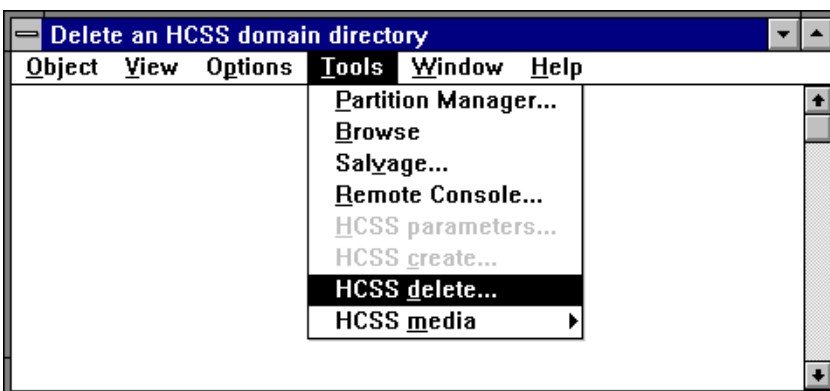 Delete an HCSS domain directory
Object View Options Tools Window Help
Partition Manager...
Browse
Salvage...
Remote Console...
HCSS parameters...
HCSS create...
HCSS delete...
HCSS media